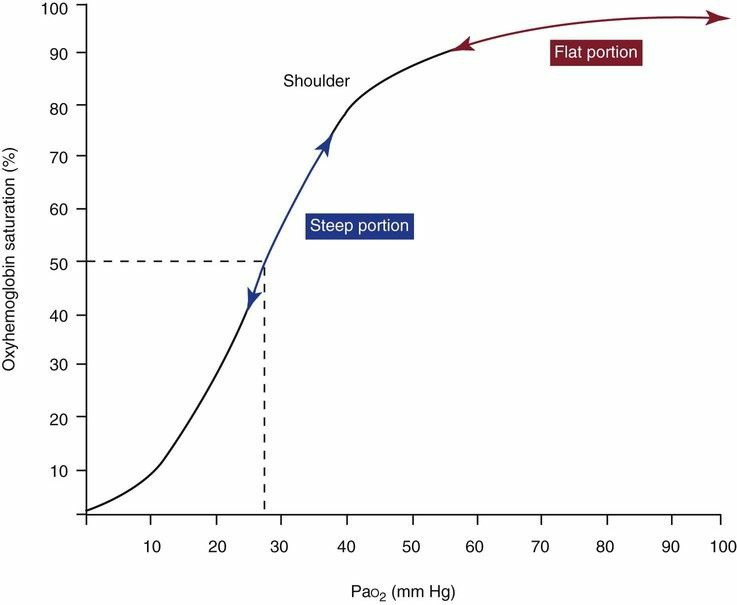 Oxyhemoglobin saturation (%)
100
90
80
70
60
50
40
30
20
10
Shoulder
Flat portion
Steep portion
10 20 30 40 50 60 70 80 90 100
PaO₂ (mm Hg)